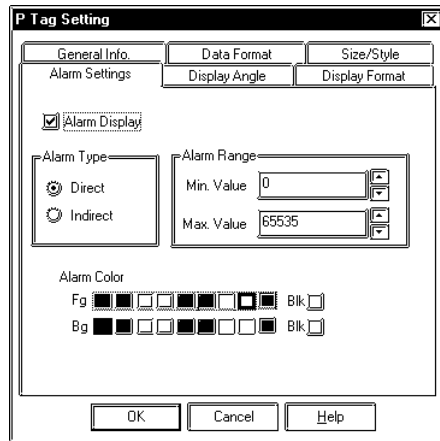 P Tag Setting
General Info. Data Format Size/Style
Alarm Settings Display Angle Display Format
Alarm Display
Alarm Type Alarm Range
Direct Min. Value 0
Indirect Max. Value 65535
Alarm Color
Fg Blk
Bg Blk
OK Cancel Help